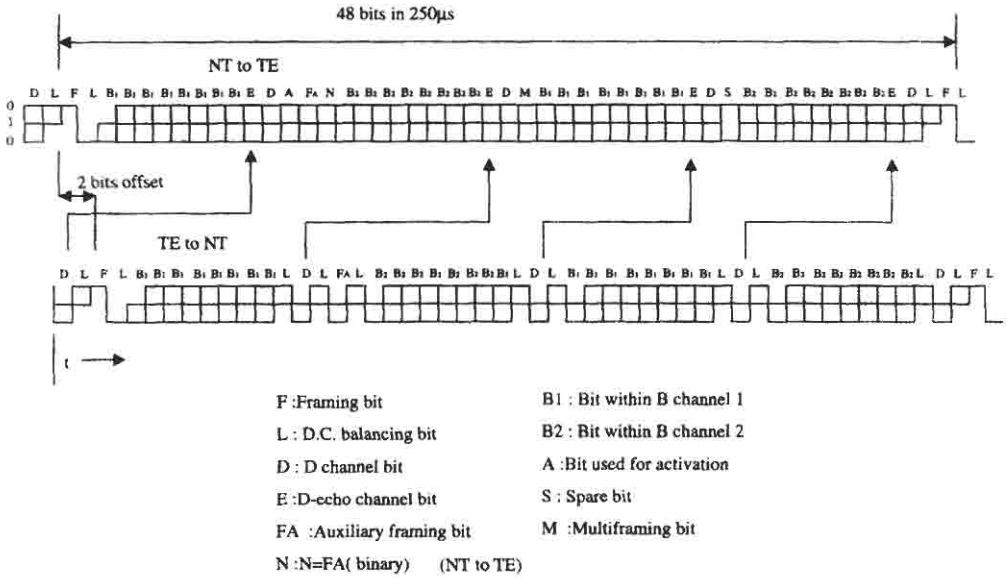 48 bits in 250μs
NT to TE
D L F L B1 B1 B1 B1 B1 B1 B1 B1 E D A FA N B2 B2 B2 B2 B2 B2 B2 B2 E D M B1 B1 B1 B1 B1 B1 B1 B1 E D S B2 B2 B2 B2 B2 B2 B2 B2 E D L F L
0
1
0
2 bits offset
TE to NT
D L F L B1 B1 B1 B1 B1 B1 B1 B1 L D L FA L B2 B2 B2 B2 B2 B2 B2 B2 L D L B1 B1 B1 B1 B1 B1 B1 B1 L D L B2 B2 B2 B2 B2 B2 B2 B2 L D L F L
t
F :Framing bit
B1 : Bit within B channel 1
L : D.C. balancing bit
B2 : Bit within B channel 2
D : D channel bit
A :Bit used for activation
E :D-echo channel bit
S : Spare bit
FA :Auxiliary framing bit
M : Multiframing bit
N :N=FA( binary) (NT to TE)